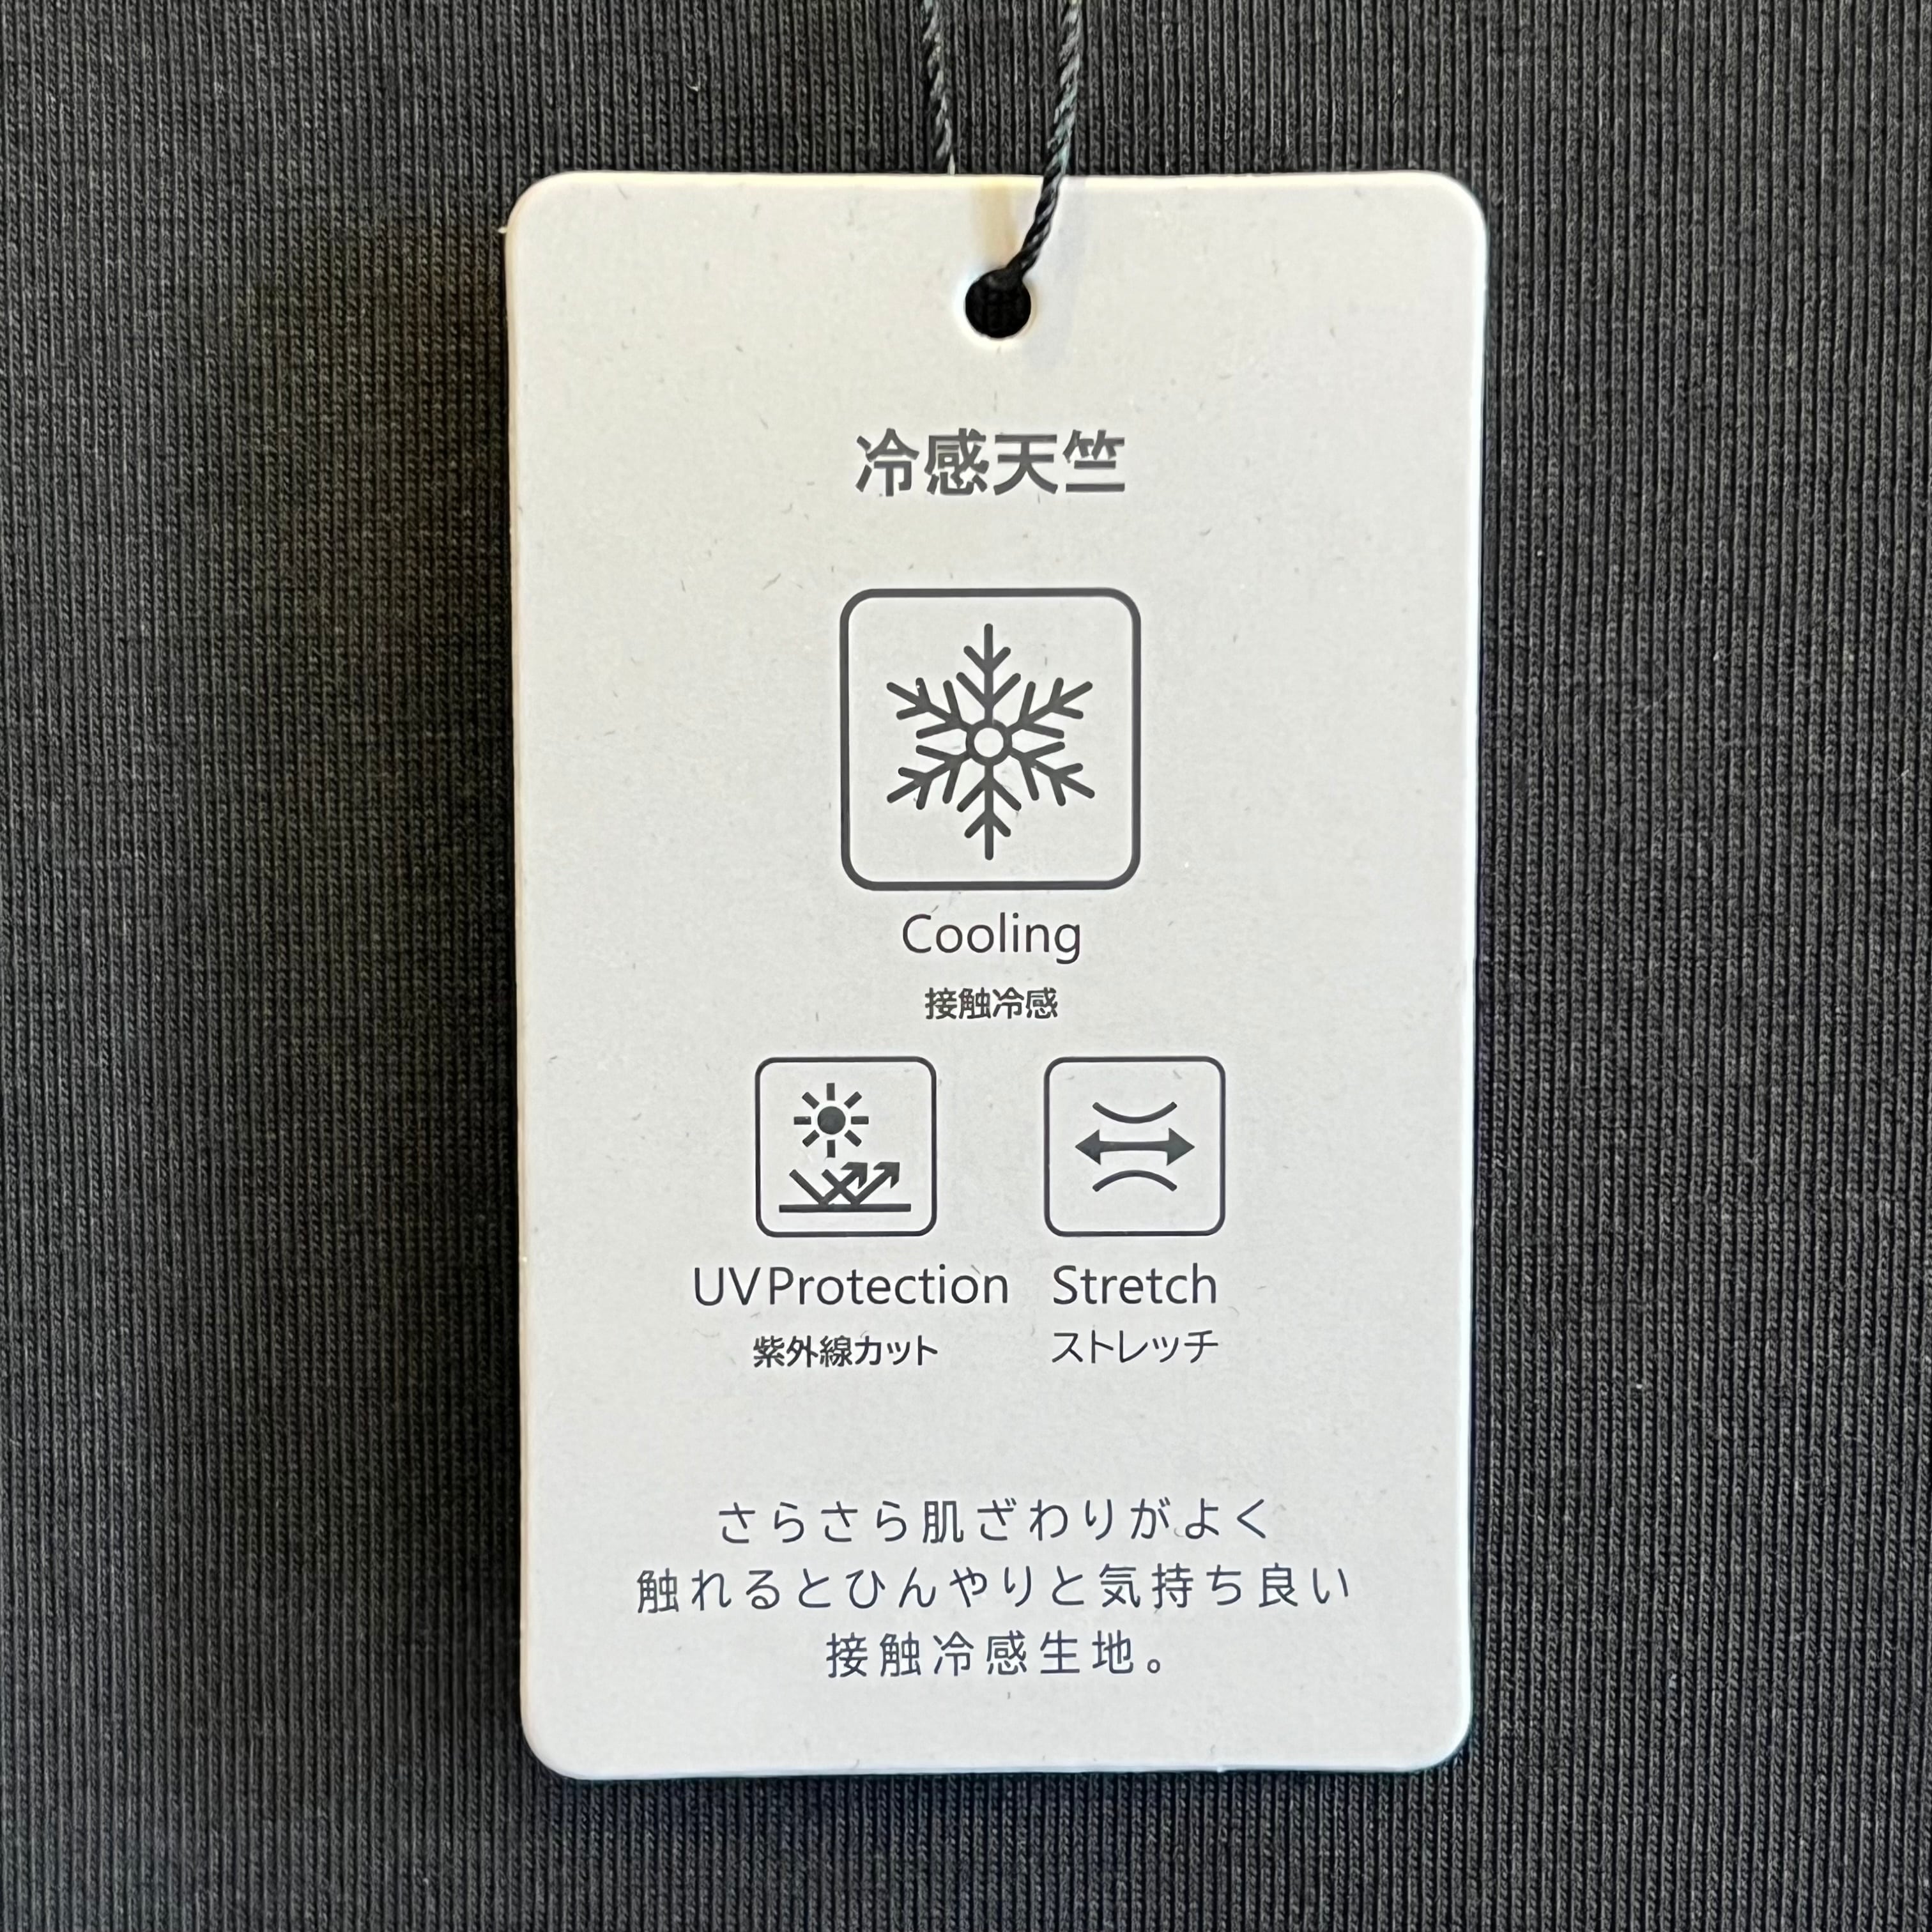 冷感天竺
Cooling
接触冷感
UV Protection
紫外線カット
Stretch
ストレッチ
さらさら肌ざわりがよく
触れるとひんやりと気持ち良い
接触冷感生地。